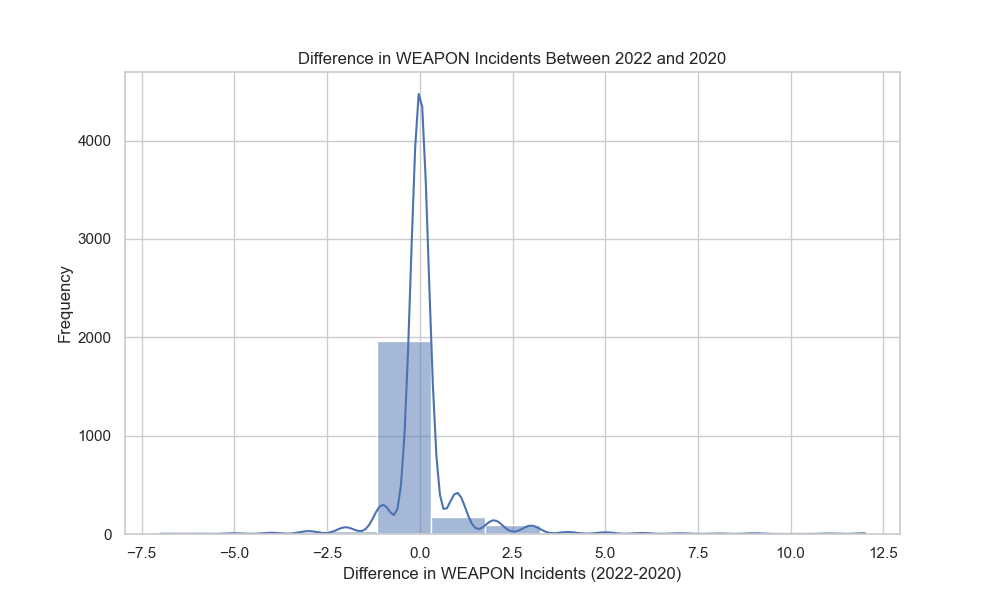 Difference in WEAPON Incidents Between 2022 and 2020
4000
3000
2000
1000
0
Frequency
−7.5 −5.0 −2.5 0.0 2.5 5.0 7.5 10.0 12.5
Difference in WEAPON Incidents (2022-2020)